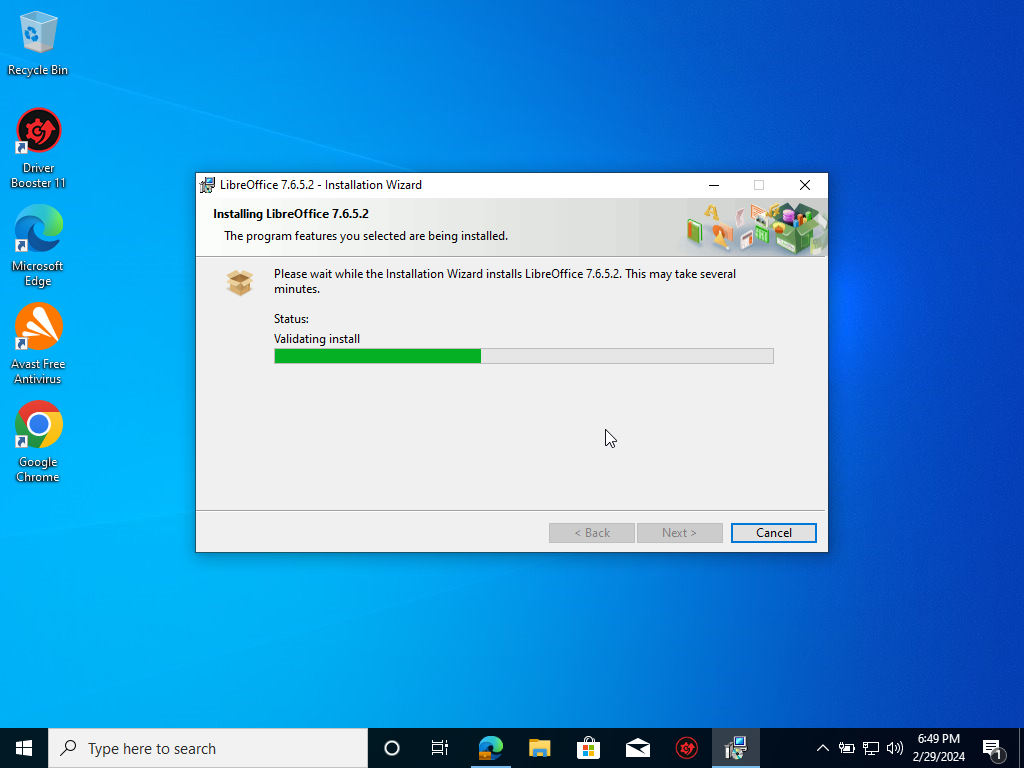 Recycle Bin
Driver
Booster 11
Microsoft
Edge
Avast Free
Antivirus
Google
Chrome
LibreOffice 7.6.5.2 - Installation Wizard
Installing LibreOffice 7.6.5.2
The program features you selected are being installed.
Please wait while the Installation Wizard installs LibreOffice 7.6.5.2. This may take several
minutes.
Status:
Validating install
< Back
Next >
Cancel
Type here to search
6:49 PM
2/29/2024
1